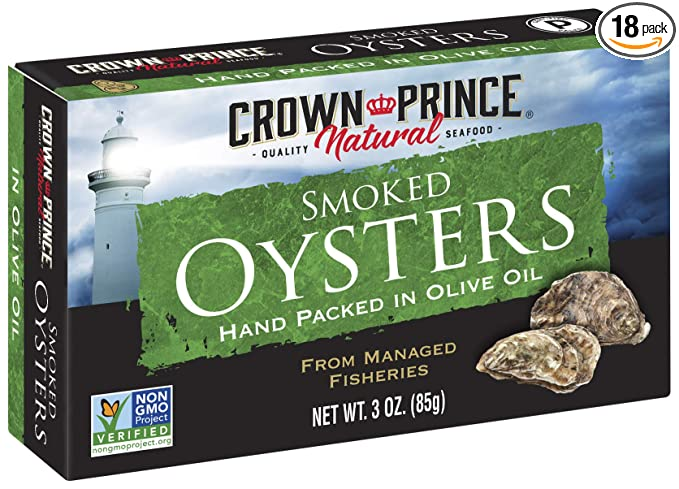 18 pack
SMOKED
OYSTERS
HAND PACKED IN OLIVE OIL
CROWN PRINCE®
- QUALITY Natural SEAFOOD -
SMOKED
OYSTERS
HAND PACKED IN OLIVE OIL
FROM MANAGED
FISHERIES
NET WT. 3 OZ. (85g)
NON
GMO
Project
VERIFIED
nongmoproject.org
IN OLIVE OIL
CROWN PRINCE
Natural
SMOKED
OYSTERS